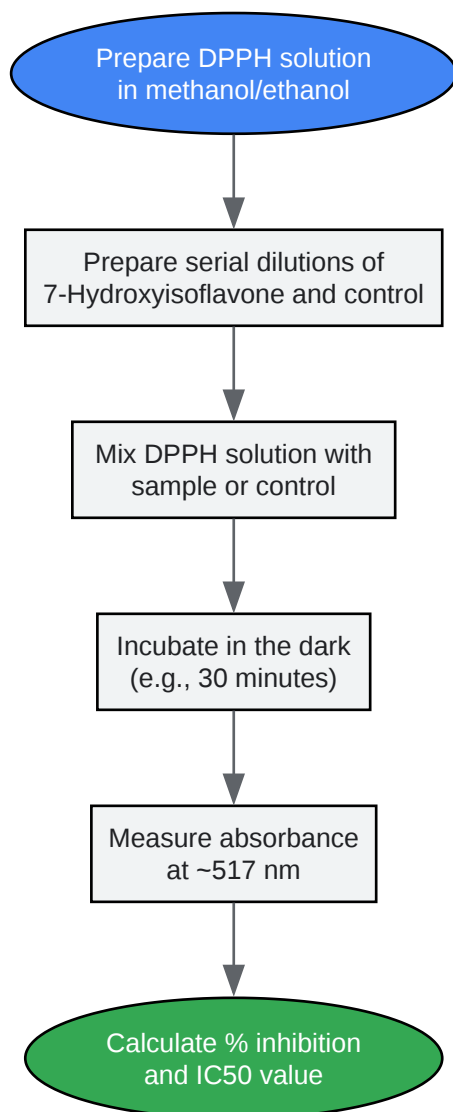 Prepare DPPH solution
in methanol/ethanol
Prepare serial dilutions of
7-Hydroxyisoflavone and control
Mix DPPH solution with
sample or control
Incubate in the dark
(e.g., 30 minutes)
Measure absorbance
at ~517 nm
Calculate % inhibition
and IC50 value